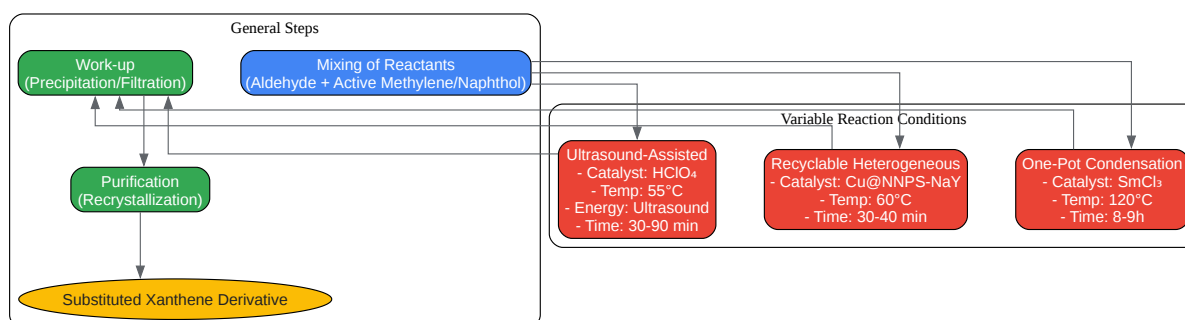 General Steps
Work-up
(Precipitation/Filtration)
Mixing of Reactants
(Aldehyde + Active Methylene/Naphthol)
Variable Reaction Conditions
Ultrasound-Assisted
- Catalyst: HClO₄
- Temp: 55°C
- Energy: Ultrasound
- Time: 30-90 min
Recyclable Heterogeneous
- Catalyst: Cu@NNPS-NaY
- Temp: 60°C
- Time: 30-40 min
One-Pot Condensation
- Catalyst: SmCl₃
- Temp: 120°C
- Time: 8-9h
Purification
(Recrystallization)
Substituted Xanthene Derivative